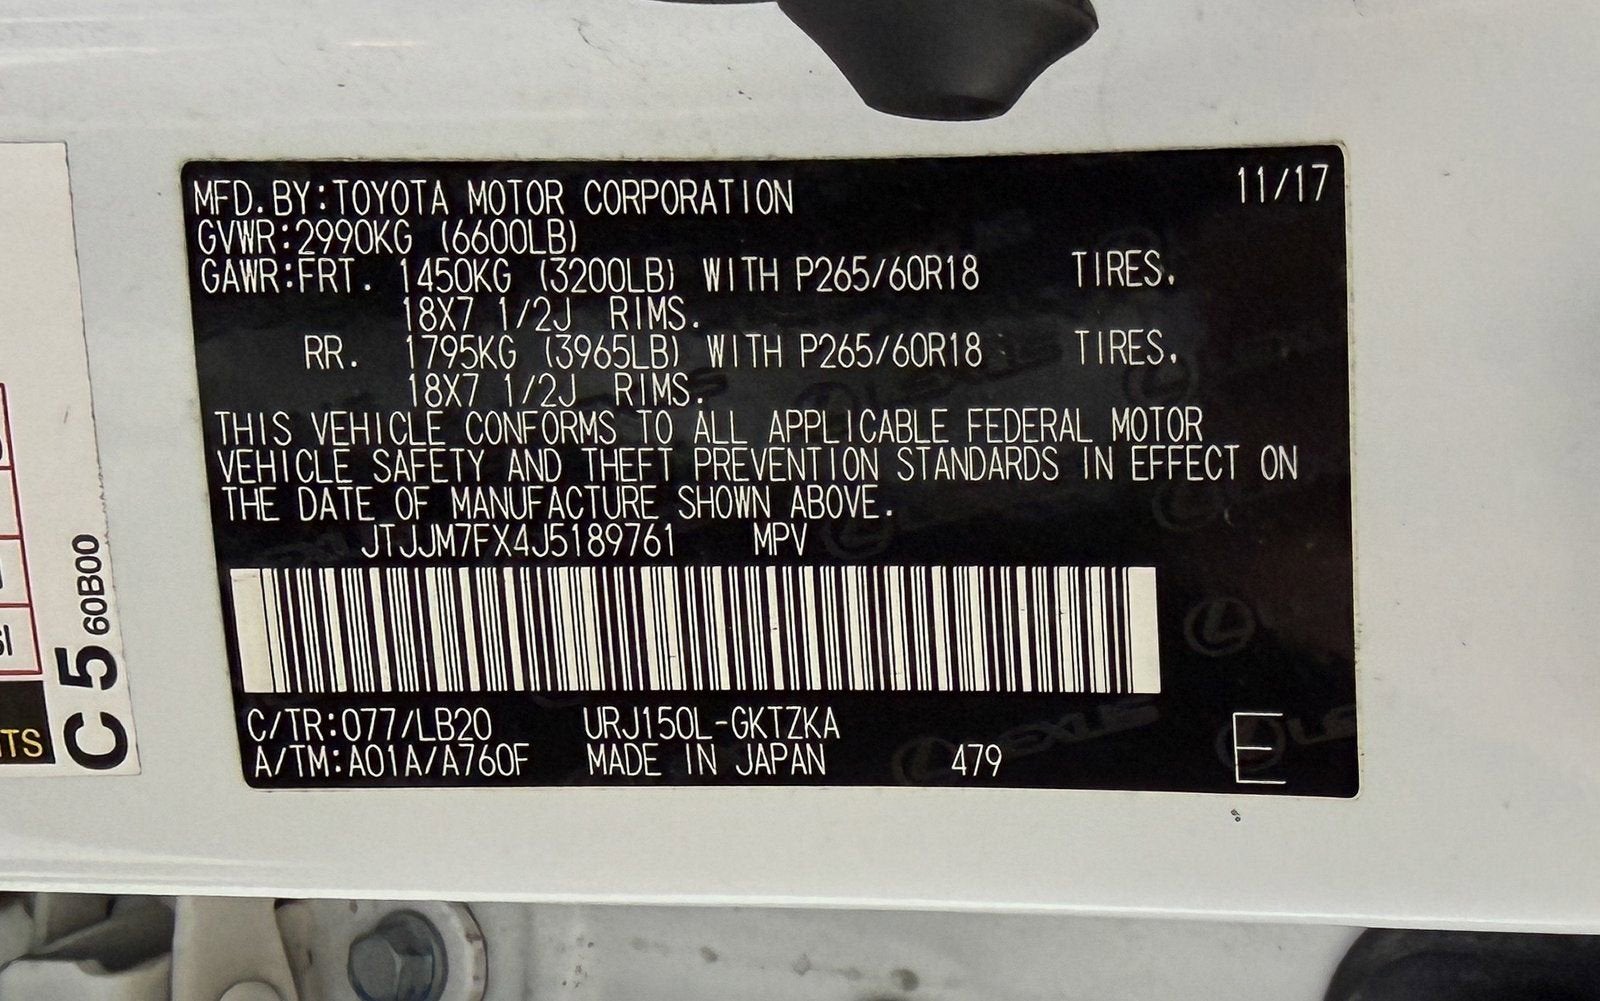 MFD.BY:TOYOTA MOTOR CORPORATION 11/17
GVWR:2990KG (6600LB)
GAWR:FRT. 1450KG (3200LB) WITH P265/60R18 TIRES.
18X7 1/2J RIMS.
RR. 1795KG (3965LB) WITH P265/60R18 TIRES.
18X7 1/2J RIMS.
THIS VEHICLE CONFORMS TO ALL APPLICABLE FEDERAL MOTOR
VEHICLE SAFETY AND THEFT PREVENTION STANDARDS IN EFFECT ON
THE DATE OF MANUFACTURE SHOWN ABOVE.
JTJJM7FX4J5189761 MPV
C/TR:077/LB20 URJ150L-GKTZKA
A/TM:A01A/A760F MADE IN JAPAN 479 E
C5 60B00